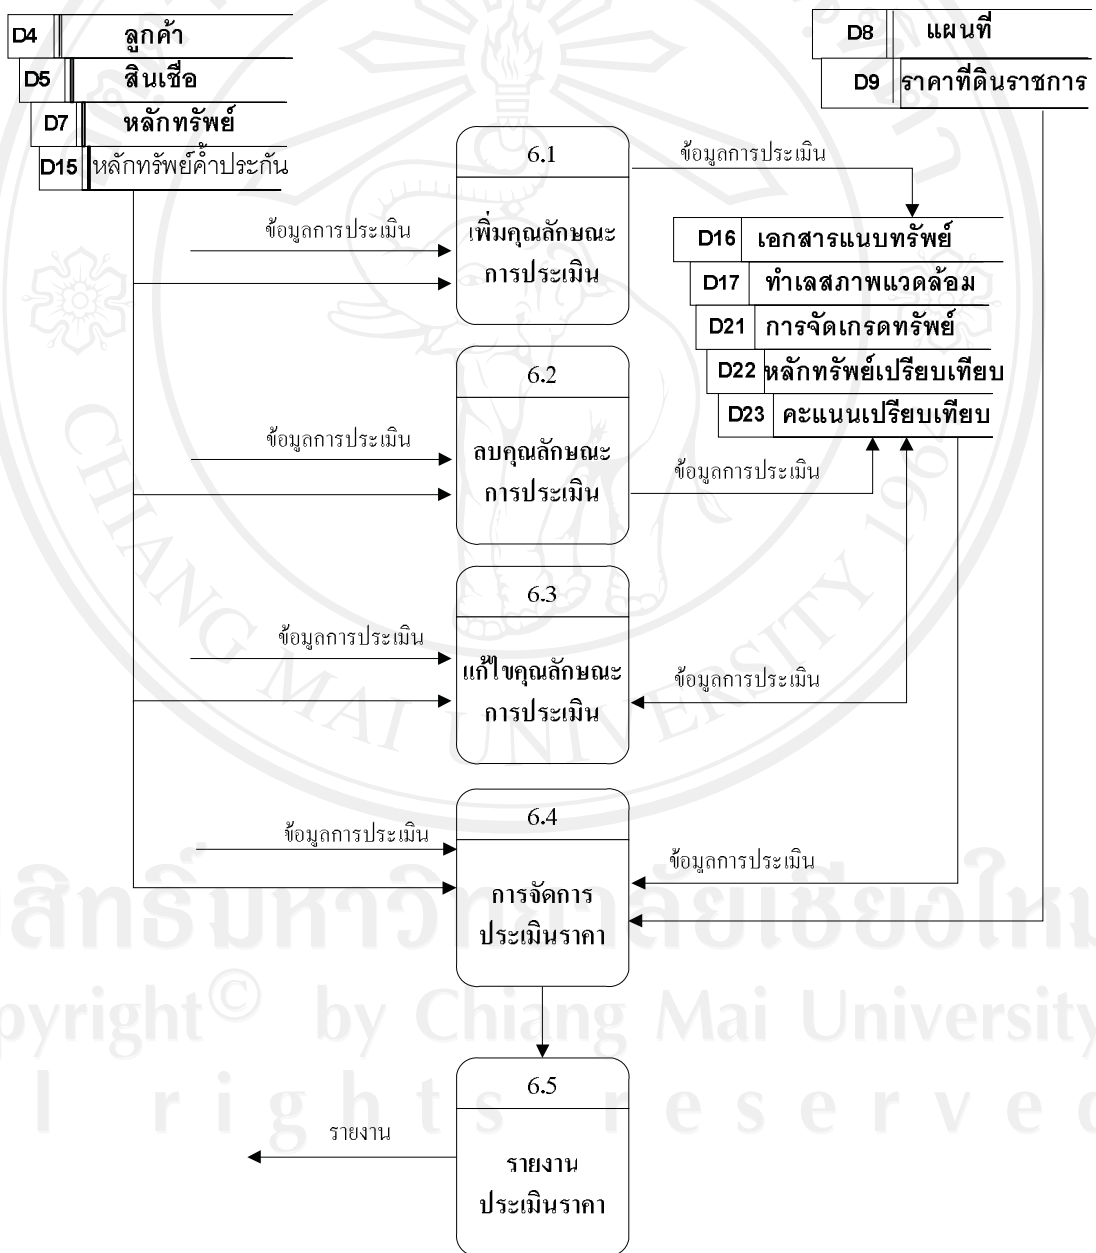 D4 ลูกค้า
D5 สินเชื่อ
D7 หลักทรัพย์
D15 หลักทรัพย์ค้ำประกัน
D8 แผนที่
D9 ราคาที่ดินราชการ
6.1
เพิ่มคุณลักษณะ
การประเมิน
ข้อมูลการประเมิน
ข้อมูลการประเมิน
D16 เอกสารแนบทรัพย์
D17 ทำเลสภาพแวดล้อม
D21 การจัดเกรดทรัพย์
D22 หลักทรัพย์เปรียบเทียบ
D23 คะแนนเปรียบเทียบ
6.2
ลบคุณลักษณะ
การประเมิน
ข้อมูลการประเมิน
ข้อมูลการประเมิน
6.3
แก้ไขคุณลักษณะ
การประเมิน
ข้อมูลการประเมิน
ข้อมูลการประเมิน
6.4
การจัดการ
ประเมินราคา
ข้อมูลการประเมิน
ข้อมูลการประเมิน
6.5
รายงาน
ประเมินราคา
รายงาน
CHIANG MAI UNIVERSITY
pyright© by Chiang Mai University
l rights reserved